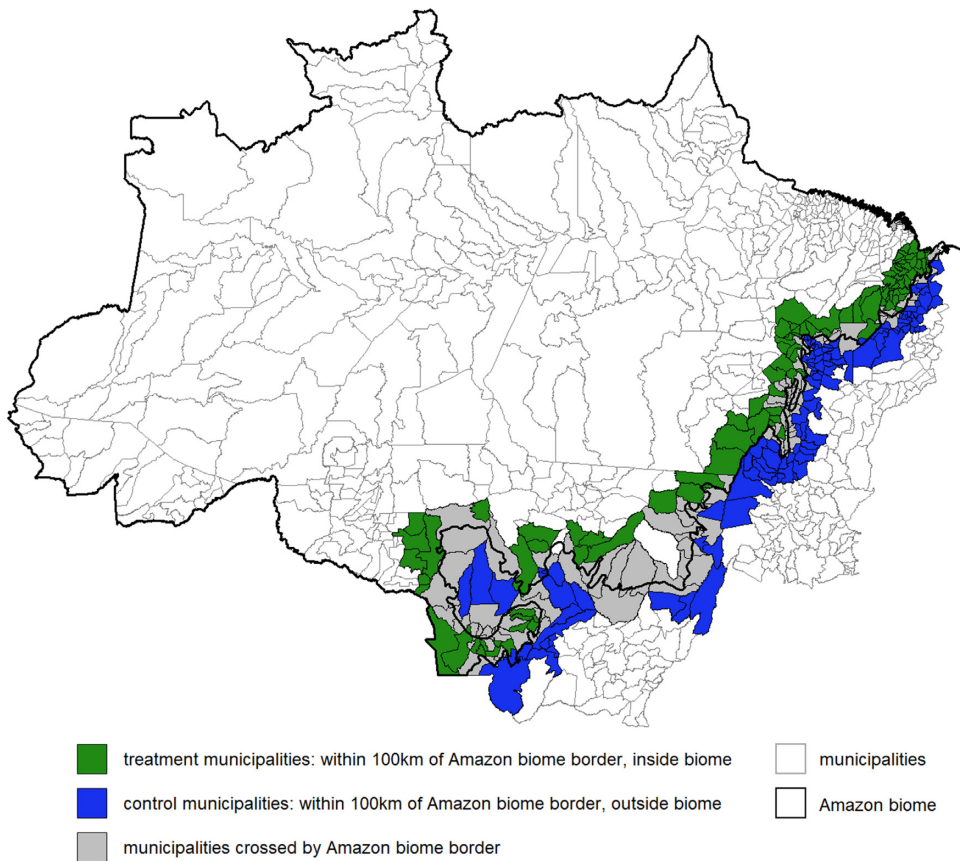 treatment municipalities: within 100km of Amazon biome border, inside biome
municipalities
control municipalities: within 100km of Amazon biome border, outside biome
Amazon biome
municipalities crossed by Amazon biome border